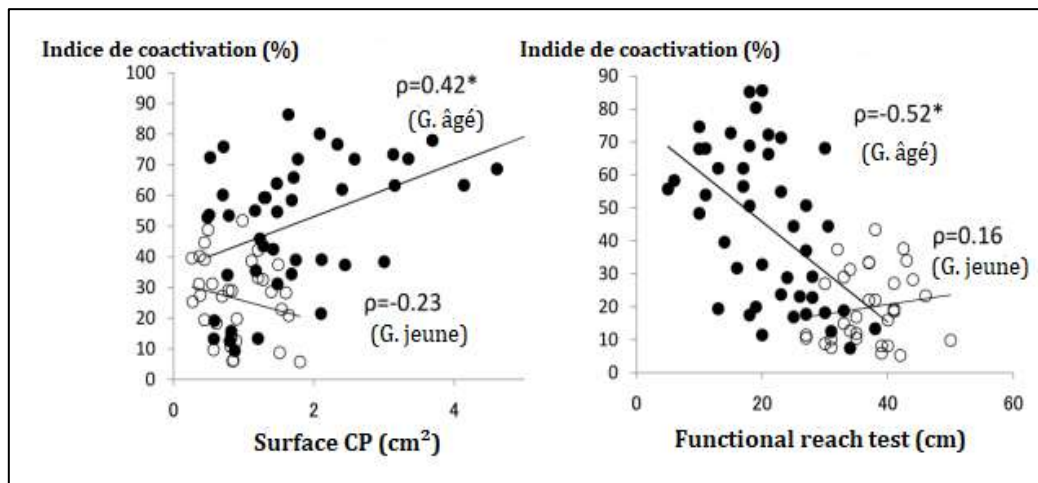 Indice de coactivation (%)
100
90
80
70
60
50
40
30
20
10
0
0
2
4
Surface CP (cm²)
ρ=0.42*
(G. âgé)
ρ=-0.23
(G. jeune)
Indide de coactivation (%)
90
80
70
60
50
40
30
20
10
0
0
20
40
60
Functional reach test (cm)
ρ=-0.52*
(G. âgé)
ρ=0.16
(G. jeune)